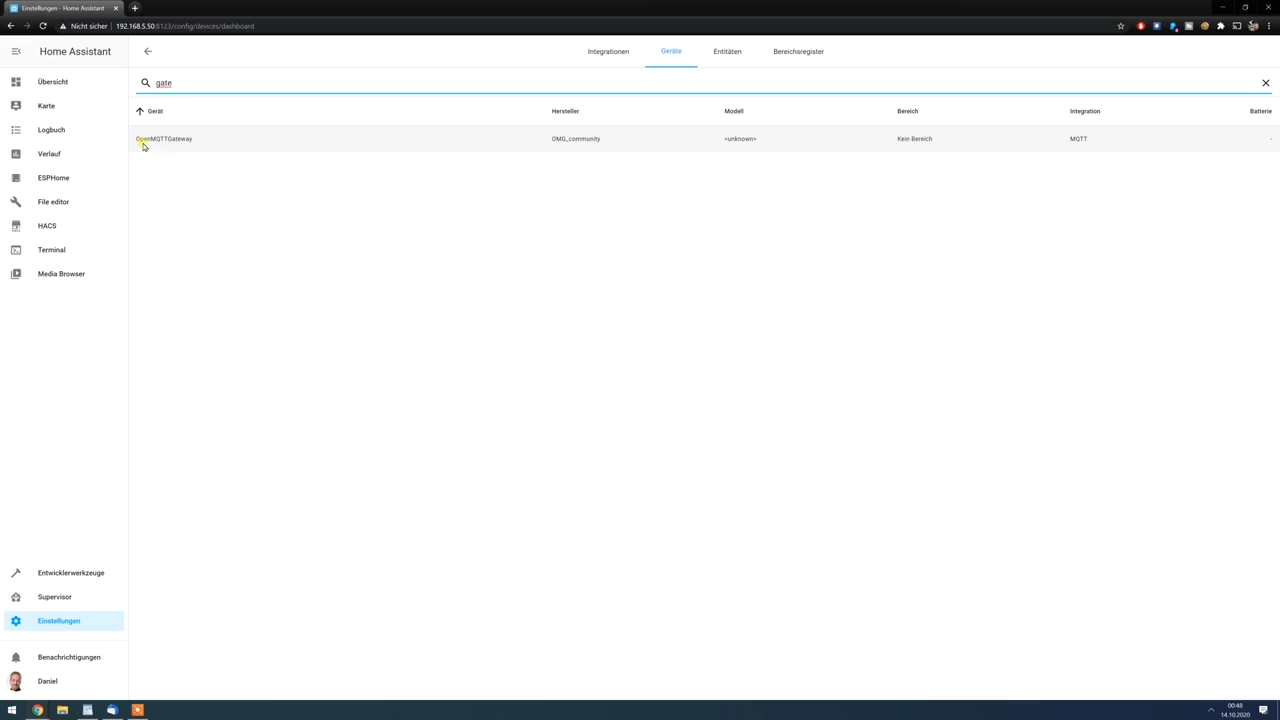 Einstellungen - Home Assistant
Nicht sicher 192.168.5.50:8123/config/devices/dashboard
Home Assistant
Integrationen Geräte Entitäten Bereichsregister
Übersicht
Karte
Logbuch
Verlauf
ESPHome
File editor
HACS
Terminal
Media Browser
gate
Gerät Hersteller Modell Bereich Integration Batterie
OpenMQTTGateway OMG_community <unknown> Kein Bereich MQTT -
Entwicklerwerkzeuge
Supervisor
Einstellungen
Benachrichtigungen
Daniel
00:48
14.10.2020